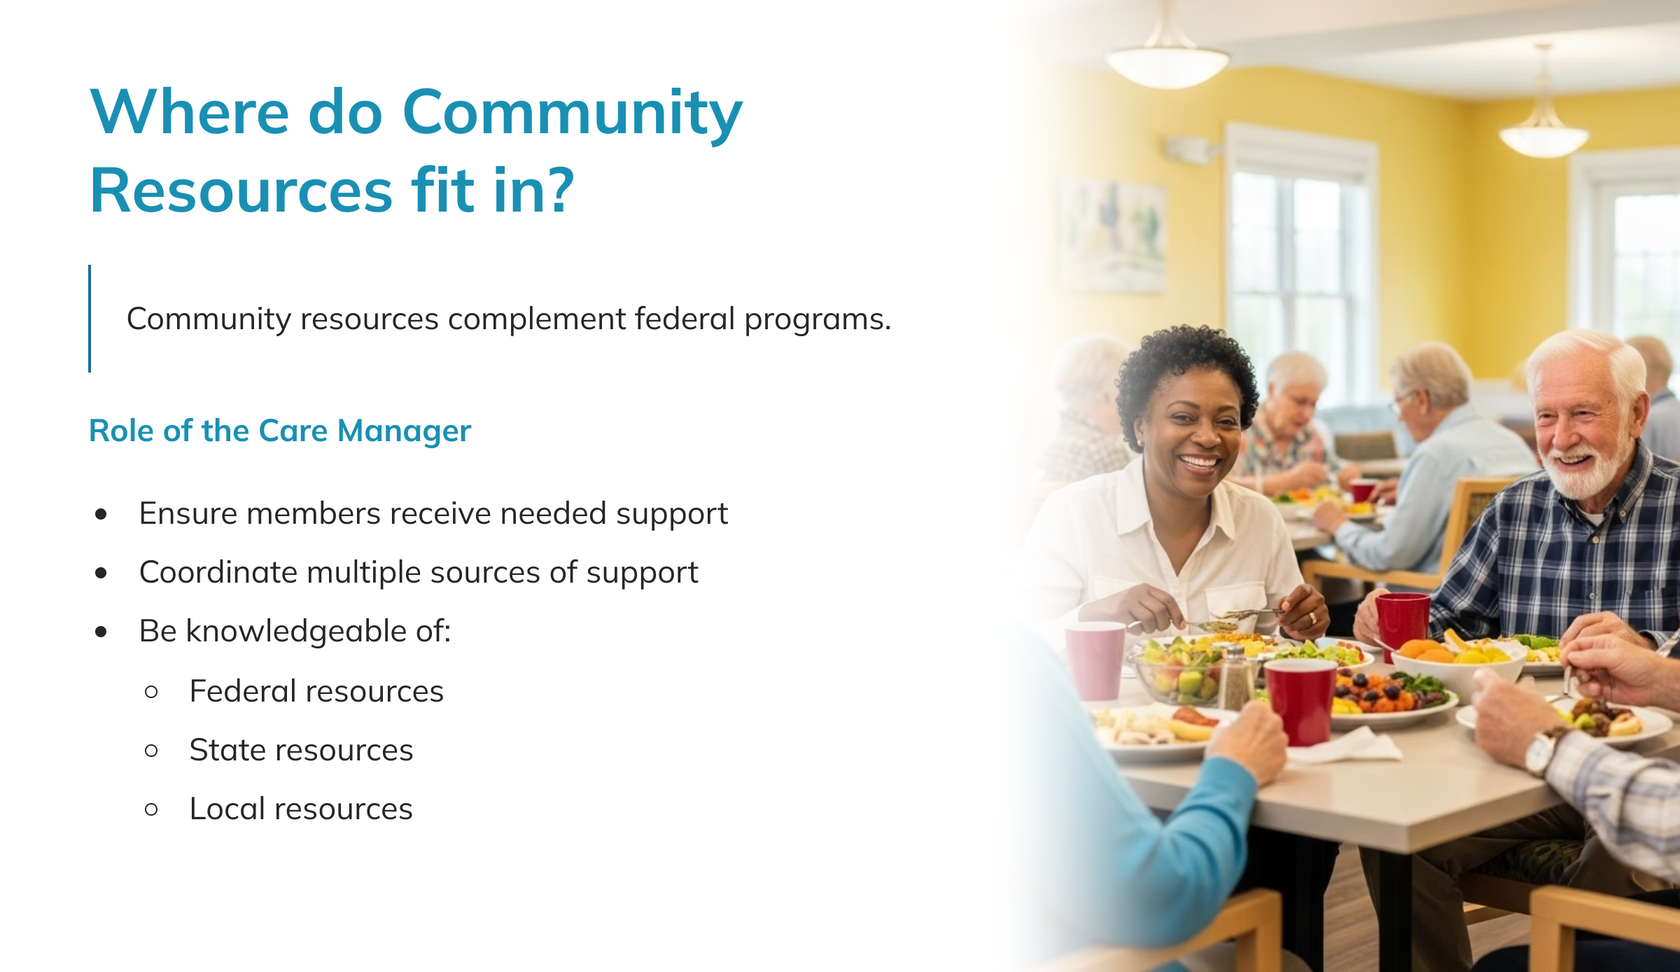 Where do Community
Resources fit in?
Community resources complement federal programs.
Role of the Care Manager
• Ensure members receive needed support
• Coordinate multiple sources of support
• Be knowledgeable of:
○ Federal resources
○ State resources
○ Local resources